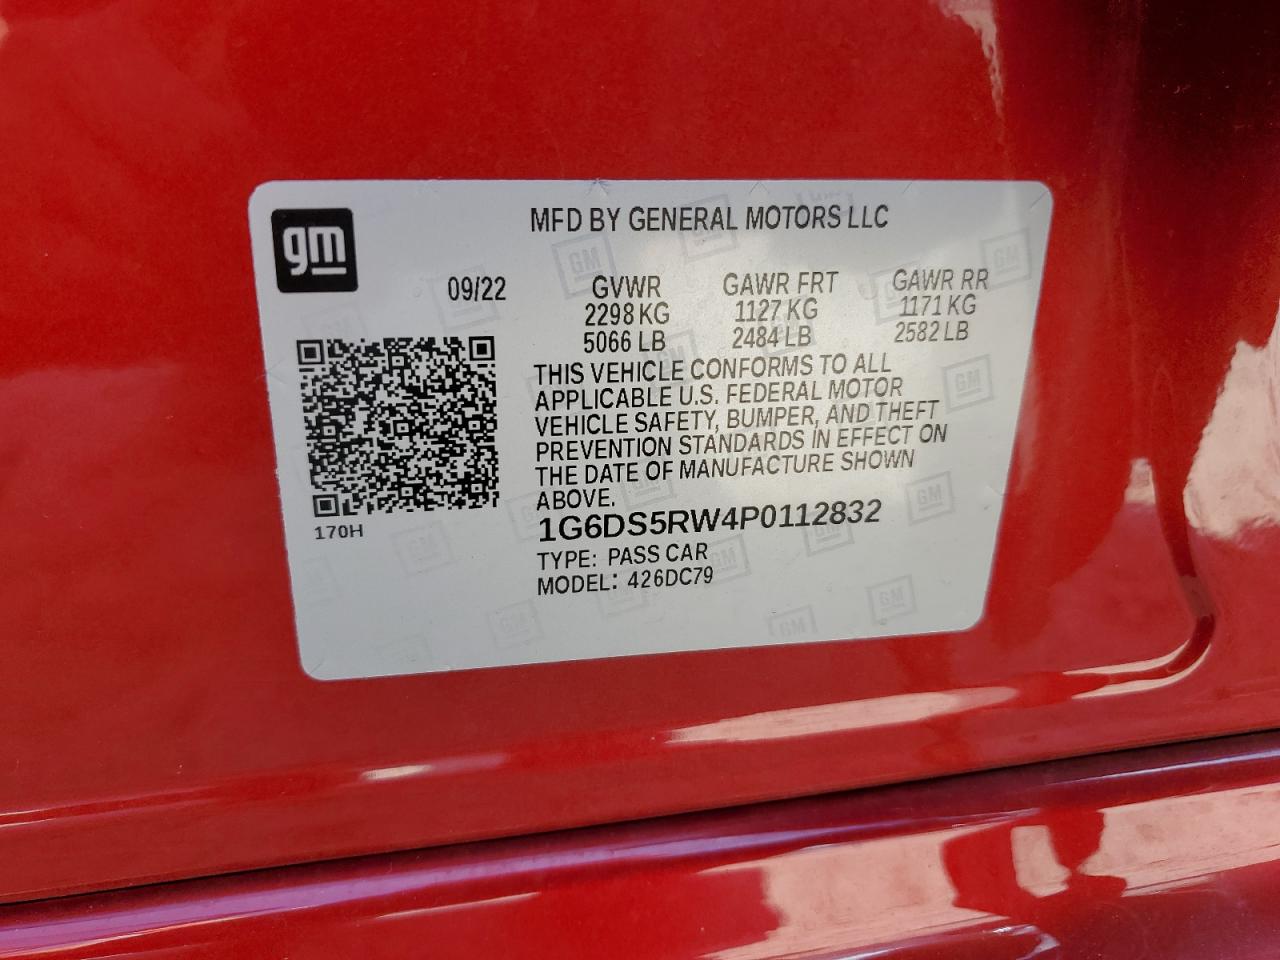 gm
MFD BY GENERAL MOTORS LLC
09/22 GVWR GAWR FRT GAWR RR
2298 KG 1127 KG 1171 KG
5066 LB 2484 LB 2582 LB
THIS VEHICLE CONFORMS TO ALL
APPLICABLE U.S. FEDERAL MOTOR
VEHICLE SAFETY, BUMPER, AND THEFT
PREVENTION STANDARDS IN EFFECT ON
THE DATE OF MANUFACTURE SHOWN
ABOVE.
170H
1G6DS5RW4P0112832
TYPE: PASS CAR
MODEL: 426DC79